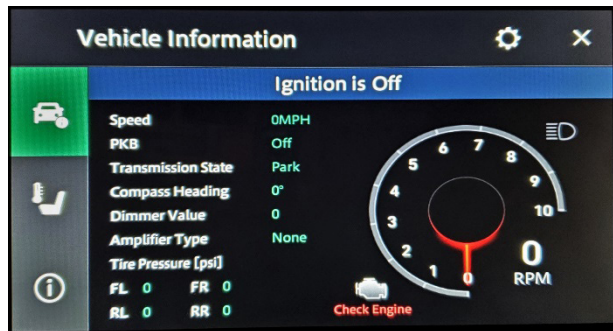 Vehicle Information
Ignition is Off
Speed 0MPH
PKB Off
Transmission State Park
Compass Heading 0°
Dimmer Value 0
Amplifier Type None
Tire Pressure [psi]
FL 0 FR 0
RL 0 RR 0
0
1
2
3
4
5
6
7
8
9
10
0
RPM
Check Engine